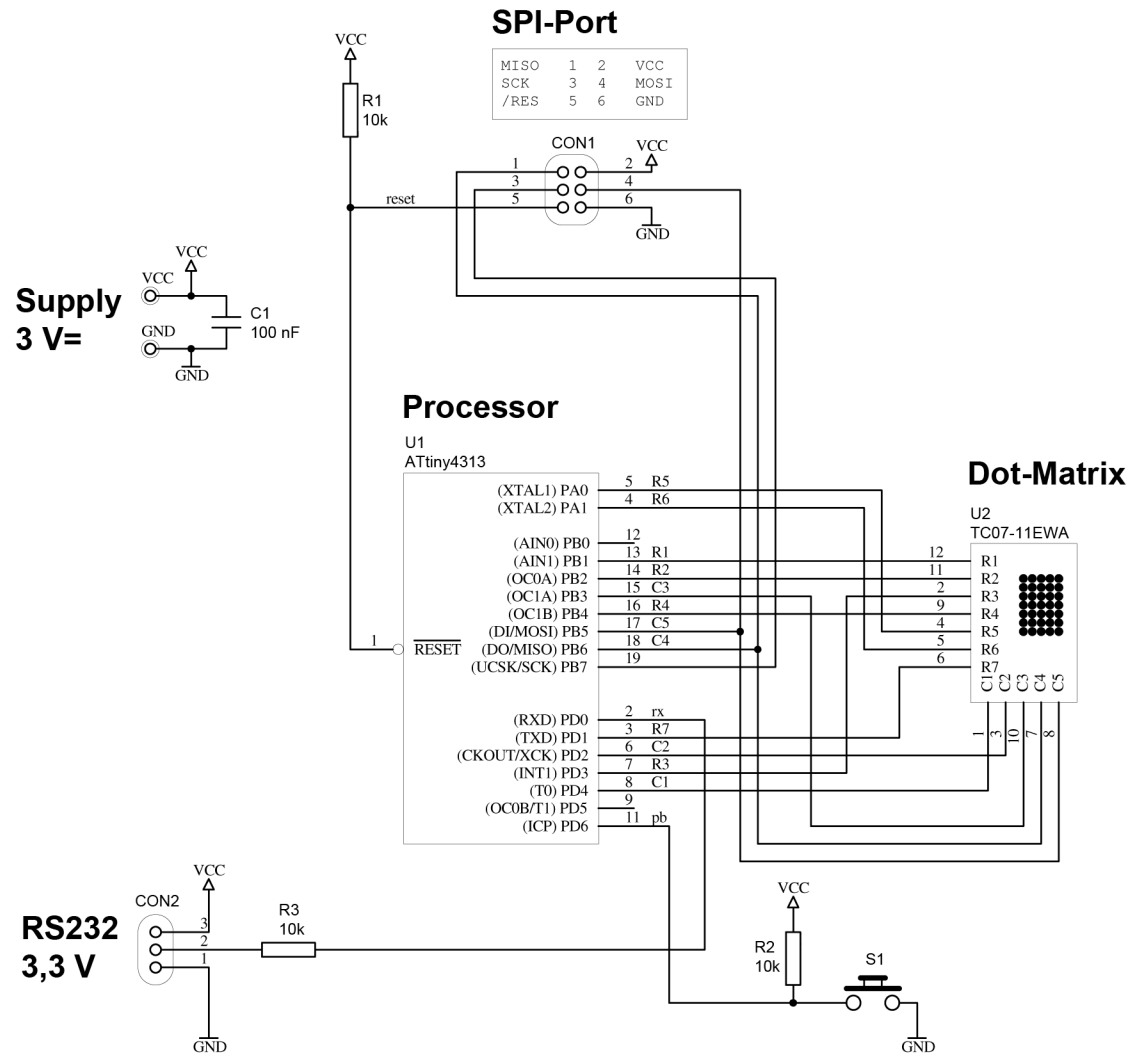 SPI-Port
MISO 1 2 VCC
SCK 3 4 MOSI
/RES 5 6 GND
VCC
R1
10k
CON1
VCC
1 2
3 4
reset 5 6
GND
Supply
3 V=
VCC
VCC
GND
GND
C1
100 nF
Processor
U1
ATtiny4313
1 RESET
(XTAL1) PA0 5 R5
(XTAL2) PA1 4 R6
(AIN0) PB0 12
(AIN1) PB1 13 R1
(OC0A) PB2 14 R2
(OC1A) PB3 15 C3
(OC1B) PB4 16 R4
(DI/MOSI) PB5 17 C5
(DO/MISO) PB6 18 C4
(UCSK/SCK) PB7 19
(RXD) PD0 2 rx
(TXD) PD1 3 R7
(CKOUT/XCK) PD2 6 C2
(INT1) PD3 7 R3
(T0) PD4 8 C1
(OC0B/T1) PD5 9
(ICP) PD6 11 pb
Dot-Matrix
U2
TC07-11EWA
12 R1
11 R2
2 R3
9 R4
4 R5
5 R6
6 R7
C1 C2 C3 C4 C5
1 3 10 7 8
RS232
3,3 V
CON2
VCC
3
2
1
GND
R3
10k
VCC
R2
10k
S1
GND